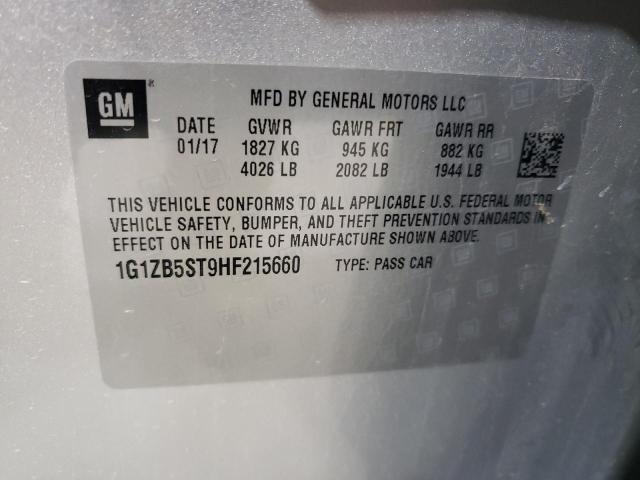 GM
MFD BY GENERAL MOTORS LLC
DATE GVWR GAWR FRT GAWR RR
01/17 1827 KG 945 KG 882 KG
4026 LB 2082 LB 1944 LB
THIS VEHICLE CONFORMS TO ALL APPLICABLE U.S. FEDERAL MOTOR
VEHICLE SAFETY, BUMPER, AND THEFT PREVENTION STANDARDS IN
EFFECT ON THE DATE OF MANUFACTURE SHOWN ABOVE.
1G1ZB5ST9HF215660 TYPE: PASS CAR